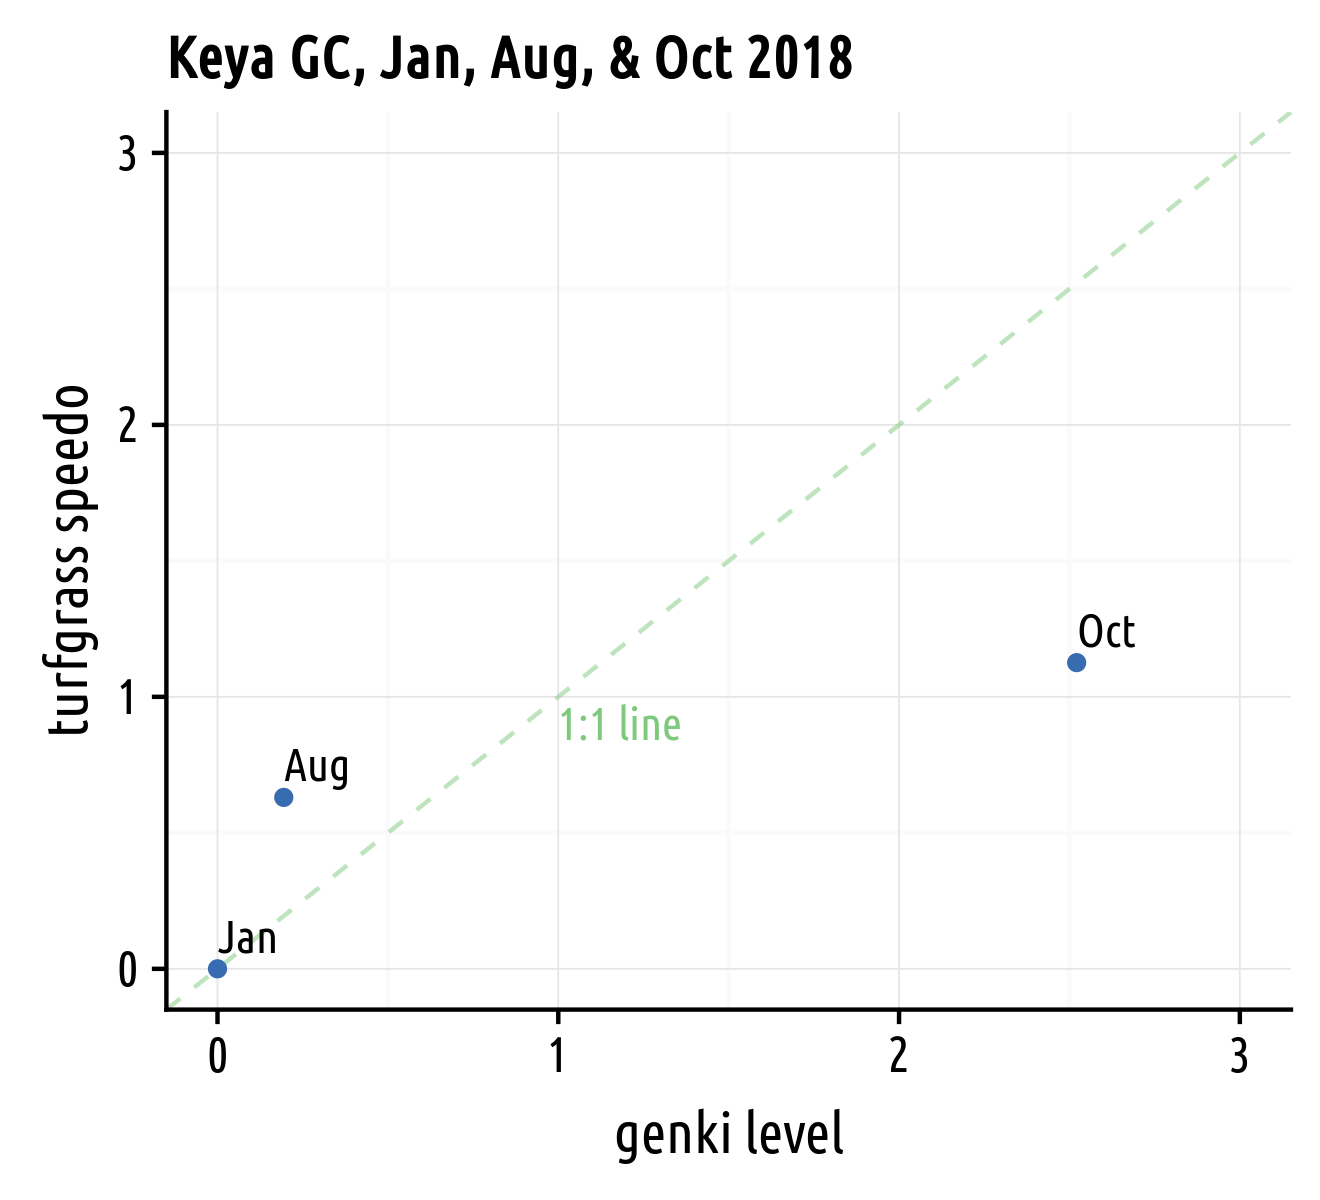 Keya GC, Jan, Aug, & Oct 2018
3
2
1
0
turfgrass speedo
Oct
1:1 line
Aug
Jan
0 1 2 3
genki level